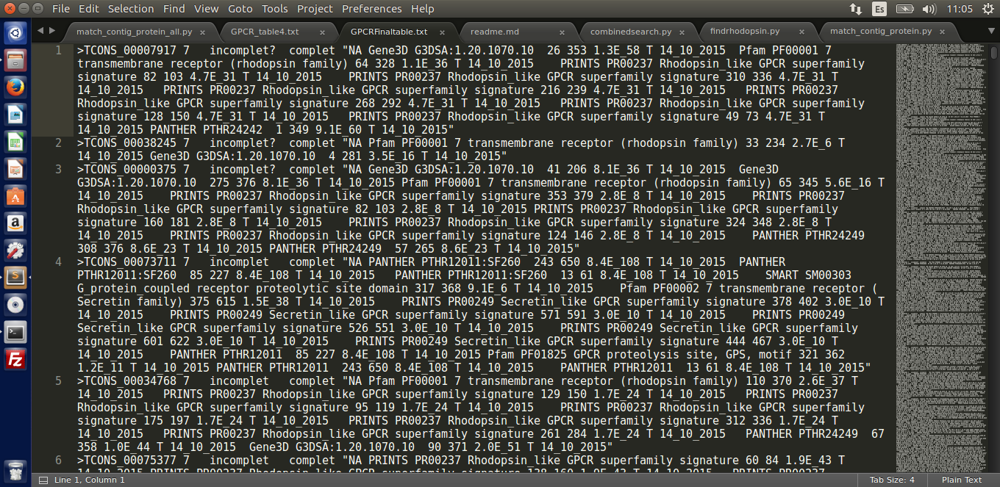 File Edit Selection Find View Goto Tools Project Preferences Help
Es
11:05
match_contig_protein_all.py × GPCR_table4.txt × GPCRFinaltable.txt × readme.md × combinedsearch.py × findrhodopsin.py × match_contig_protein.py ×
1 >TCONS_00007917 7 incomplet? complet "NA Gene3D G3DSA:1.20.1070.10 26 353 1.3E_58 T 14_10_2015 Pfam PF00001 7
transmembrane receptor (rhodopsin family) 64 328 1.1E_36 T 14_10_2015 PRINTS PR00237 Rhodopsin_like GPCR superfamily
signature 82 103 4.7E_31 T 14_10_2015 PRINTS PR00237 Rhodopsin_like GPCR superfamily signature 310 336 4.7E_31 T
14_10_2015 PRINTS PR00237 Rhodopsin_like GPCR superfamily signature 216 239 4.7E_31 T 14_10_2015 PRINTS PR00237
Rhodopsin_like GPCR superfamily signature 268 292 4.7E_31 T 14_10_2015 PRINTS PR00237 Rhodopsin_like GPCR superfamily
signature 128 150 4.7E_31 T 14_10_2015 PRINTS PR00237 Rhodopsin_like GPCR superfamily signature 49 73 4.7E_31 T
14_10_2015 PANTHER PTHR24242 1 349 9.1E_60 T 14_10_2015"
2 >TCONS_00038245 7 incomplet? complet "NA Pfam PF00001 7 transmembrane receptor (rhodopsin family) 33 234 2.7E_6 T
14_10_2015 Gene3D G3DSA:1.20.1070.10 4 281 3.5E_16 T 14_10_2015"
3 >TCONS_00000375 7 incomplet? complet "NA Gene3D G3DSA:1.20.1070.10 41 206 8.1E_36 T 14_10_2015 Gene3D
G3DSA:1.20.1070.10 275 376 8.1E_36 T 14_10_2015 Pfam PF00001 7 transmembrane receptor (rhodopsin family) 65 345 5.6E_16 T
14_10_2015 PRINTS PR00237 Rhodopsin_like GPCR superfamily signature 353 379 2.8E_8 T 14_10_2015 PRINTS PR00237
Rhodopsin_like GPCR superfamily signature 82 103 2.8E_8 T 14_10_2015 PRINTS PR00237 Rhodopsin_like GPCR superfamily
signature 160 181 2.8E_8 T 14_10_2015 PRINTS PR00237 Rhodopsin_like GPCR superfamily signature 324 348 2.8E_8 T
14_10_2015 PRINTS PR00237 Rhodopsin_like GPCR superfamily signature 124 146 2.8E_8 T 14_10_2015 PANTHER PTHR24249
308 376 8.6E_23 T 14_10_2015 PANTHER PTHR24249 57 265 8.6E_23 T 14_10_2015"
4 >TCONS_00073711 7 incomplet complet "NA PANTHER PTHR12011:SF260 243 650 8.4E_108 T 14_10_2015 PANTHER
PTHR12011:SF260 85 227 8.4E_108 T 14_10_2015 PANTHER PTHR12011:SF260 13 61 8.4E_108 T 14_10_2015 SMART SM00303
G_protein_coupled receptor proteolytic site domain 317 368 9.1E_6 T 14_10_2015 Pfam PF00002 7 transmembrane receptor (
Secretin family) 375 615 1.5E_38 T 14_10_2015 PRINTS PR00249 Secretin_like GPCR superfamily signature 378 402 3.0E_10 T
14_10_2015 PRINTS PR00249 Secretin_like GPCR superfamily signature 571 591 3.0E_10 T 14_10_2015 PRINTS PR00249
Secretin_like GPCR superfamily signature 526 551 3.0E_10 T 14_10_2015 PRINTS PR00249 Secretin_like GPCR superfamily
signature 601 622 3.0E_10 T 14_10_2015 PRINTS PR00249 Secretin_like GPCR superfamily signature 444 467 3.0E_10 T
14_10_2015 PANTHER PTHR12011 85 227 8.4E_108 T 14_10_2015 Pfam PF01825 GPCR proteolysis site, GPS, motif 321 362
1.2E_11 T 14_10_2015 PANTHER PTHR12011 243 650 8.4E_108 T 14_10_2015 PANTHER PTHR12011 13 61 8.4E_108 T 14_10_2015"
5 >TCONS_00034768 7 incomplet complet "NA Pfam PF00001 7 transmembrane receptor (rhodopsin family) 110 370 2.6E_37 T
14_10_2015 PRINTS PR00237 Rhodopsin_like GPCR superfamily signature 129 150 1.7E_24 T 14_10_2015 PRINTS PR00237
Rhodopsin_like GPCR superfamily signature 95 119 1.7E_24 T 14_10_2015 PRINTS PR00237 Rhodopsin_like GPCR superfamily
signature 175 197 1.7E_24 T 14_10_2015 PRINTS PR00237 Rhodopsin_like GPCR superfamily signature 312 336 1.7E_24 T
14_10_2015 PRINTS PR00237 Rhodopsin_like GPCR superfamily signature 261 284 1.7E_24 T 14_10_2015 PANTHER PTHR24249 67
358 1.0E_44 T 14_10_2015 Gene3D G3DSA:1.20.1070.10 90 371 2.0E_51 T 14_10_2015"
6 >TCONS_00075377 7 incomplet complet "NA PRINTS PR00237 Rhodopsin_like GPCR superfamily signature 60 84 1.9E_43 T
14_10_2015 PRINTS PR00237 Rhodopsin_like GPCR superfamily signature 138 160 1.9E_43 T 14_10_2015 PRINTS PR00237
Line 1, Column 1
Tab Size: 4
Plain Text